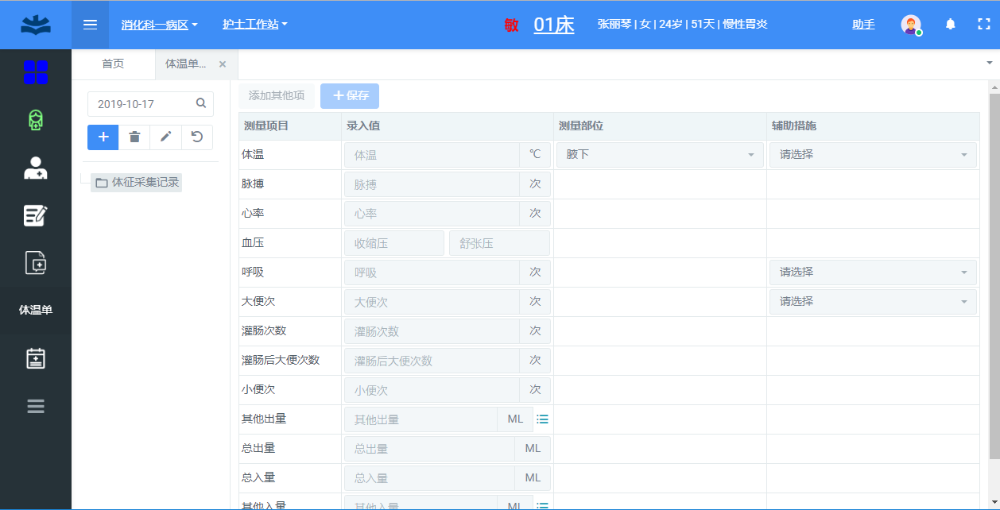 消化科一病区 护士工作站 敏 01床 张丽琴 | 女 | 24岁 | 51天 | 慢性胃炎 助手
首页 体温单...
2019-10-17 添加其他项 保存
测量项目 录入值 测量部位 辅助措施
体温 体温 ℃ 腋下 请选择
脉搏 脉搏 次
体征采集记录
心率 心率 次
血压 收缩压 舒张压
呼吸 呼吸 次 请选择
大便次 大便次 次 请选择
体温单
灌肠次数 灌肠次数 次
灌肠后大便次数 灌肠后大便次数 次
小便次 小便次 次
其他出量 其他出量 ML
总出量 总出量 ML
总入量 总入量 ML
其他入量 其他入量 ML